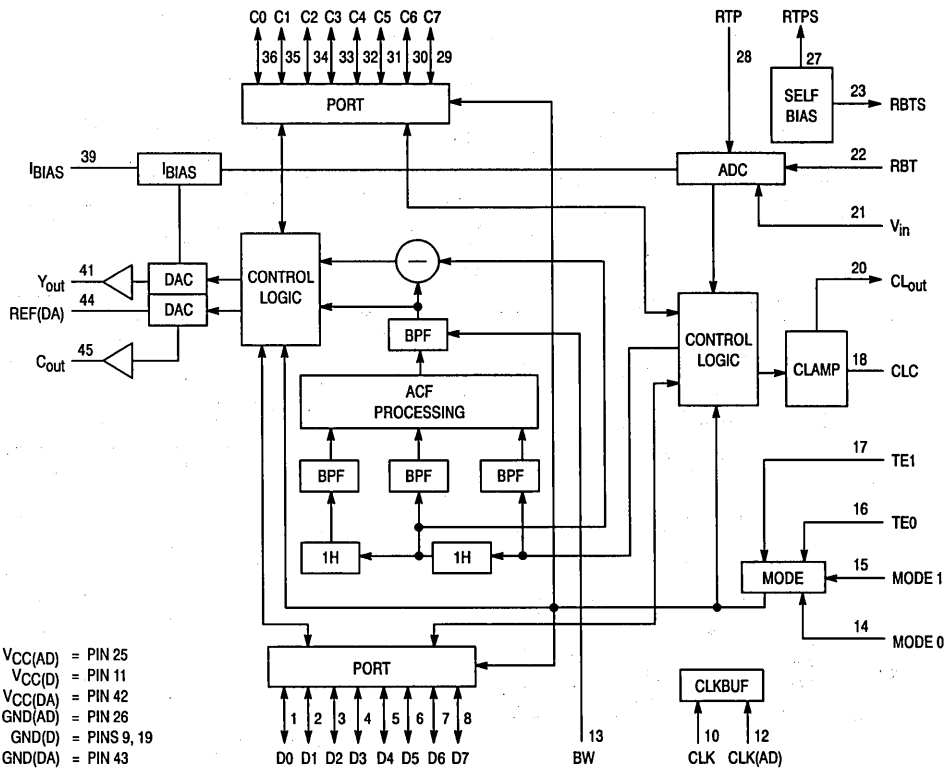 C0 C1 C2 C3 C4 C5 C6 C7
36 35 34 33 32 31 30 29
PORT
RTP
28
RTPS
27
SELF
BIAS
23
RBTS
IBIAS
39
IBIAS
ADC
22
RBT
21
Vin
Yout
41
DAC
CONTROL
LOGIC
—
20
CLout
REF(DA)
44
DAC
BPF
CONTROL
LOGIC
CLAMP
18
CLC
Cout
45
ACF
PROCESSING
BPF
BPF
BPF
17
TE1
16
TE0
1H
1H
MODE
15
MODE 1
14
MODE 0
PORT
1 2 3 4 5 6 7 8
D0 D1 D2 D3 D4 D5 D6 D7
13
BW
CLKBUF
10
12
CLK
CLK(AD)
VCC(AD) = PIN 25
VCC(D) = PIN 11
VCC(DA) = PIN 42
GND(AD) = PIN 26
GND(D) = PINS 9, 19
GND(DA) = PIN 43